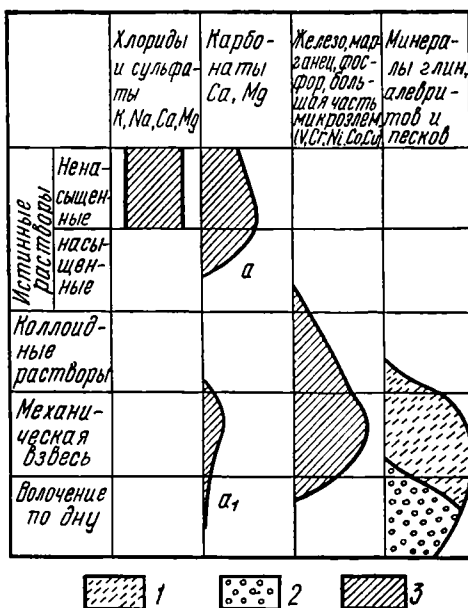 Хлориды
и сульфа-
ты
K, Na, Ca, Mg
Карбо-
наты
Ca, Mg
Железо, мар-
ганец, фос-
фор, боль-
шая часть
микроэлем.
(V, Cr, Ni, Co, Cu)
Минера-
лы глин,
алеври-
тов и
песков
Истинные
растворы
Ненa-
сыщен-
ные
насы-
щен-
ные
Коллоид-
ные
растворы
Механи-
ческая
взвесь
Волочение
по дну
а
а1
1
2
3